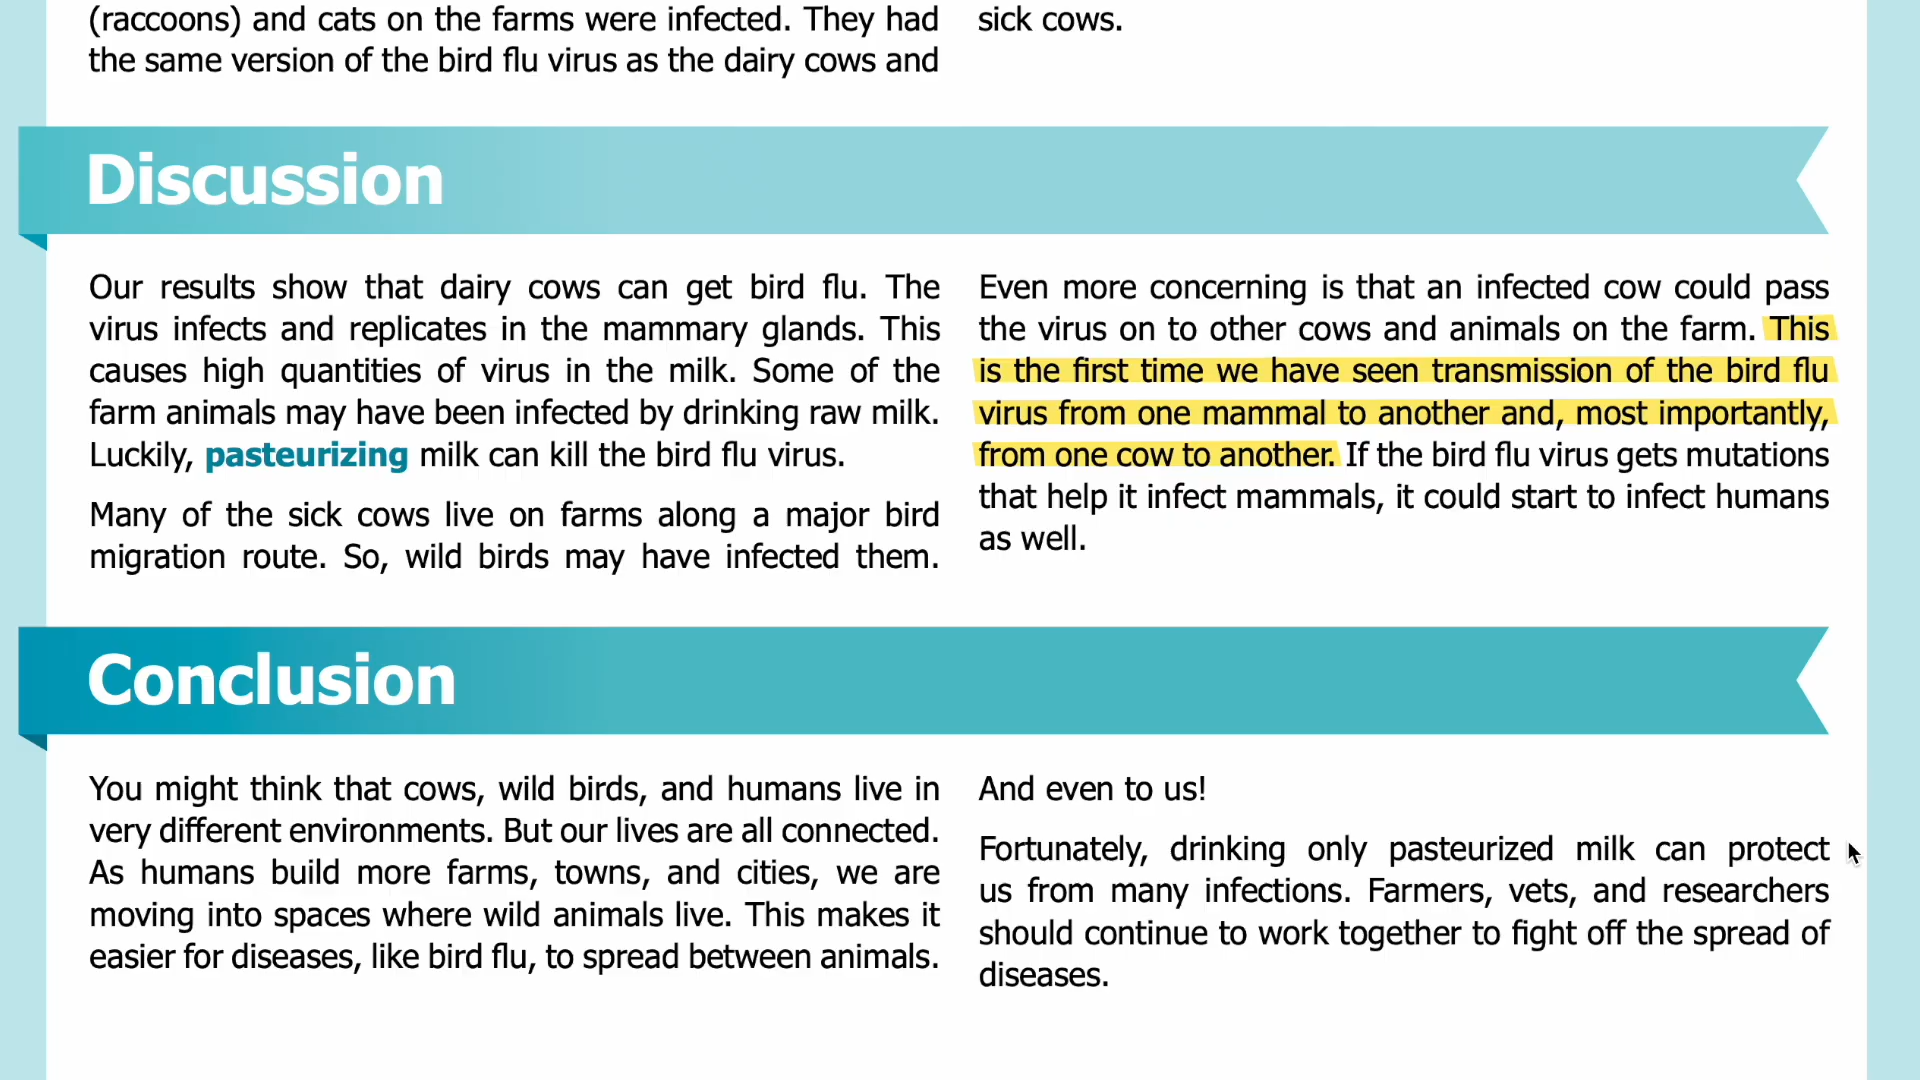 (raccoons) and cats on the farms were infected. They had
the same version of the bird flu virus as the dairy cows and
sick cows.
Discussion
Our results show that dairy cows can get bird flu. The
virus infects and replicates in the mammary glands. This
causes high quantities of virus in the milk. Some of the
farm animals may have been infected by drinking raw milk.
Luckily, pasteurizing milk can kill the bird flu virus.
Many of the sick cows live on farms along a major bird
migration route. So, wild birds may have infected them.
Even more concerning is that an infected cow could pass
the virus on to other cows and animals on the farm. This
is the first time we have seen transmission of the bird flu
virus from one mammal to another and, most importantly,
from one cow to another. If the bird flu virus gets mutations
that help it infect mammals, it could start to infect humans
as well.
Conclusion
You might think that cows, wild birds, and humans live in
very different environments. But our lives are all connected.
As humans build more farms, towns, and cities, we are
moving into spaces where wild animals live. This makes it
easier for diseases, like bird flu, to spread between animals.
And even to us!
Fortunately, drinking only pasteurized milk can protect
us from many infections. Farmers, vets, and researchers
should continue to work together to fight off the spread of
diseases.